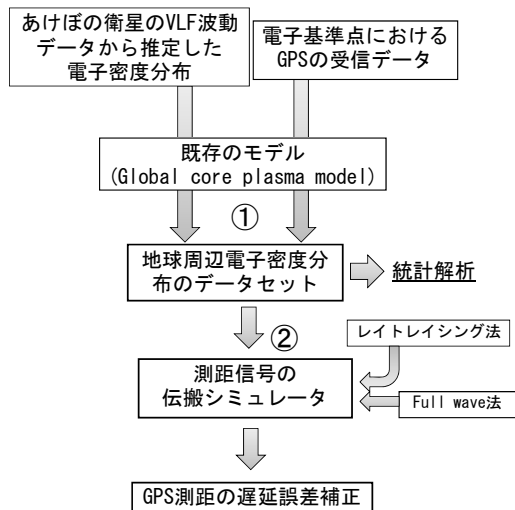 あけぼの衛星のVLF波動
データから推定した
電子密度分布
電子基準点における
GPSの受信データ
既存のモデル
(Global core plasma model)
①
地球周辺電子密度分
布のデータセット
統計解析
②
レイトレイシング法
測距信号の
伝搬シミュレータ
Full wave法
GPS測距の遅延誤差補正